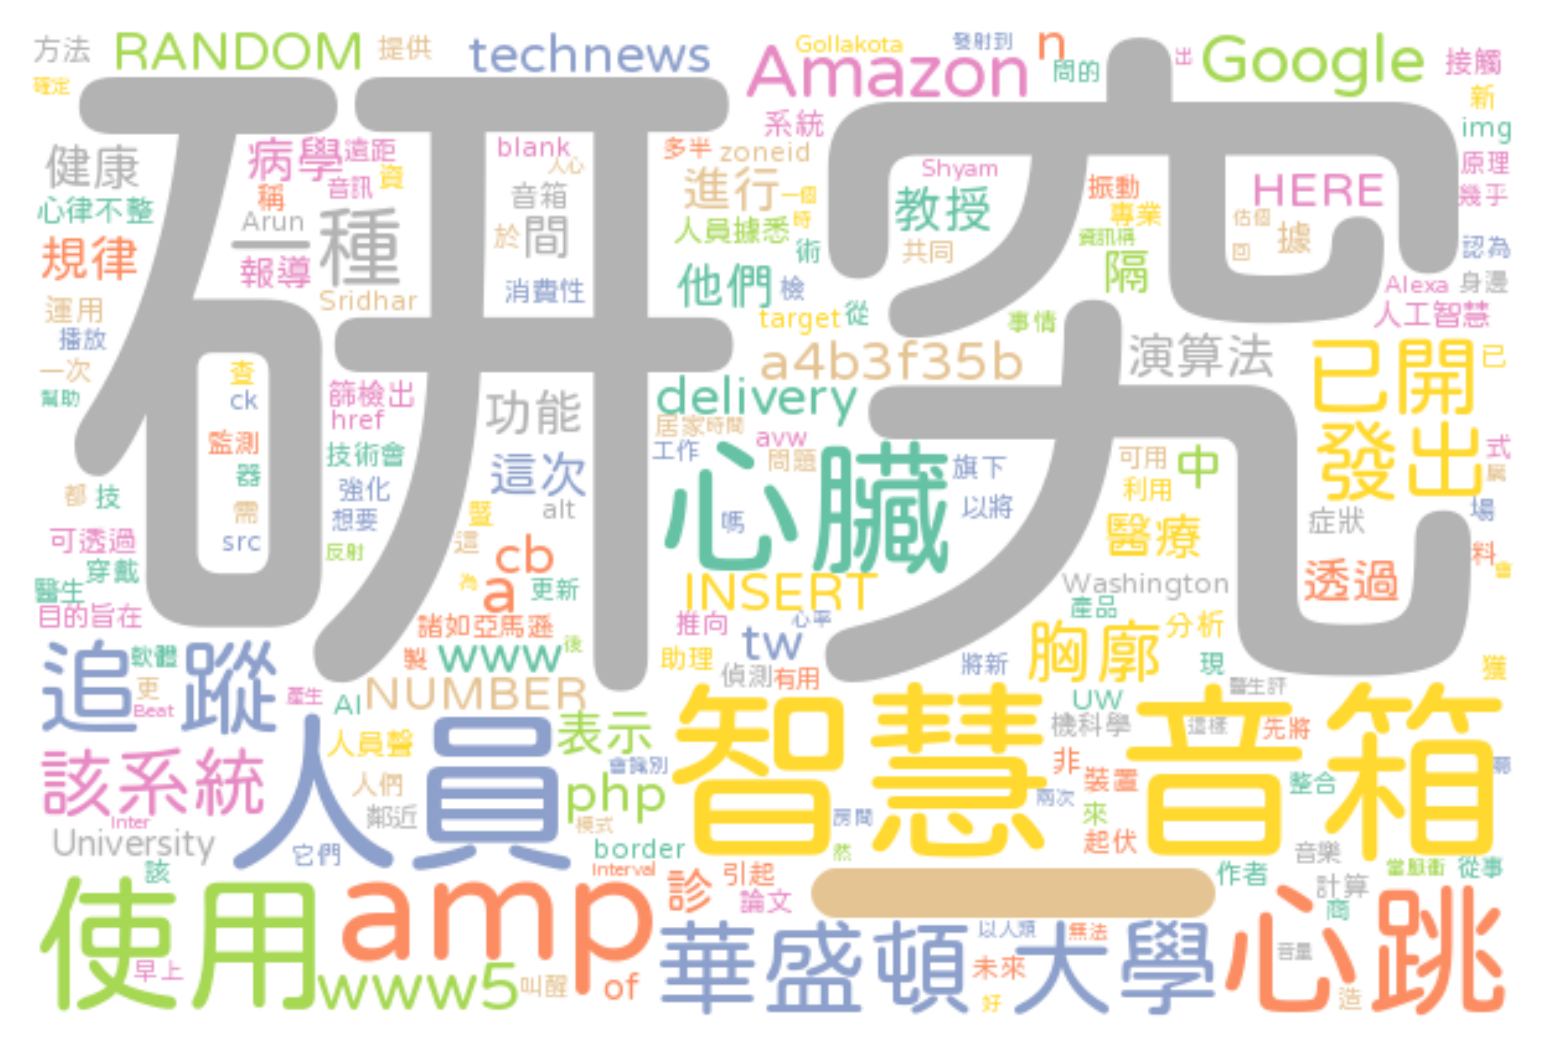 方法
RANDOM
提供
technews
Gollakota
發射到
Amazon
n
間的
出
Google
接觸
確定
研究
新
img
健康
病學
遠距
音訊
資
稱
blank
人心
音箱
多半
zoneid
系統
Shyam
振動
HERE
原理
幾乎
心律不整
Arun
一種
於
間
進行
一個
時
教授
專業
估個
據
回
規律
報導
人員據悉
術
共同
資訊稱
隔
認為
Sridhar
消費性
他們
檢
Alexa
身邊
運用
target
從
事情
人工智慧
播放
a4b3f35b
演算法
已開
已
一次
查
篩檢出
delivery
幫助
ck
href
功能
居家
時間
發出
監測
技術會
工作
avw
問題
心臟
旗下
可用
中
式
器
這次
利用
都
技
強化
以將
需
想要
暨
alt
嗎
症狀
場
可透過
src
反射
這
cb
醫療
料
會
穿戴
為
a
更新
INSERT
Washington
透過
醫生
目的旨在
諸如亞馬遜
推向
心率
產品
追蹤
軟體
製
www
後
tw
助理
胸廓
分析
更
Beat
產生
AI
NUMBER
偵測
有用
將新
現
獲
UW
醫生評
人員
人員聲
表示
智慧音箱
機科學
這樣
先將
該系統
會識別
非
裝置
整合
人們
php
兩次
Inter
鄰近
模式
房間
來
University
它們
border
然
起伏
音樂
當脈衝
從事
該
Interval
引起
作者
計算
使用
amp
診
論文
一
商
心跳
華盛頓大學
以人類
無法
音量
早上
www5
叫醒
of
未來
好
造